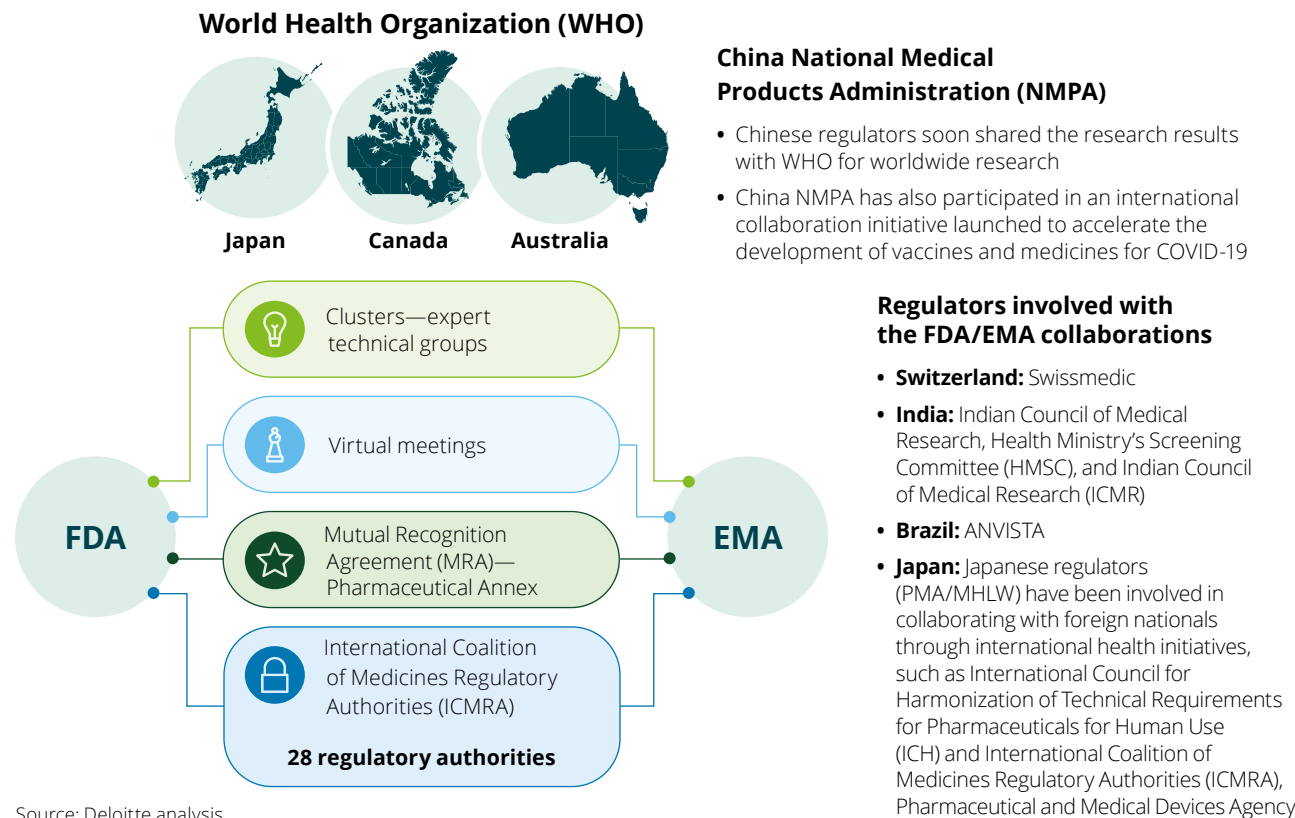 World Health Organization (WHO)
Japan
Canada
Australia
China National Medical
Products Administration (NMPA)
• Chinese regulators soon shared the research results
with WHO for worldwide research
• China NMPA has also participated in an international
collaboration initiative launched to accelerate the
development of vaccines and medicines for COVID-19
FDA
Clusters—expert
technical groups
Virtual meetings
Mutual Recognition
Agreement (MRA)—
Pharmaceutical Annex
International Coalition
of Medicines Regulatory
Authorities (ICMRA)
28 regulatory authorities
EMA
Regulators involved with
the FDA/EMA collaborations
• Switzerland: Swissmedic
• India: Indian Council of Medical
Research, Health Ministry’s Screening
Committee (HMSC), and Indian Council
of Medical Research (ICMR)
• Brazil: ANVISTA
• Japan: Japanese regulators
(PMA/MHLW) have been involved in
collaborating with foreign nationals
through international health initiatives,
such as International Council for
Harmonization of Technical Requirements
for Pharmaceuticals for Human Use
(ICH) and International Coalition of
Medicines Regulatory Authorities (ICMRA),
Pharmaceutical and Medical Devices Agency
Source: Deloitte analysis